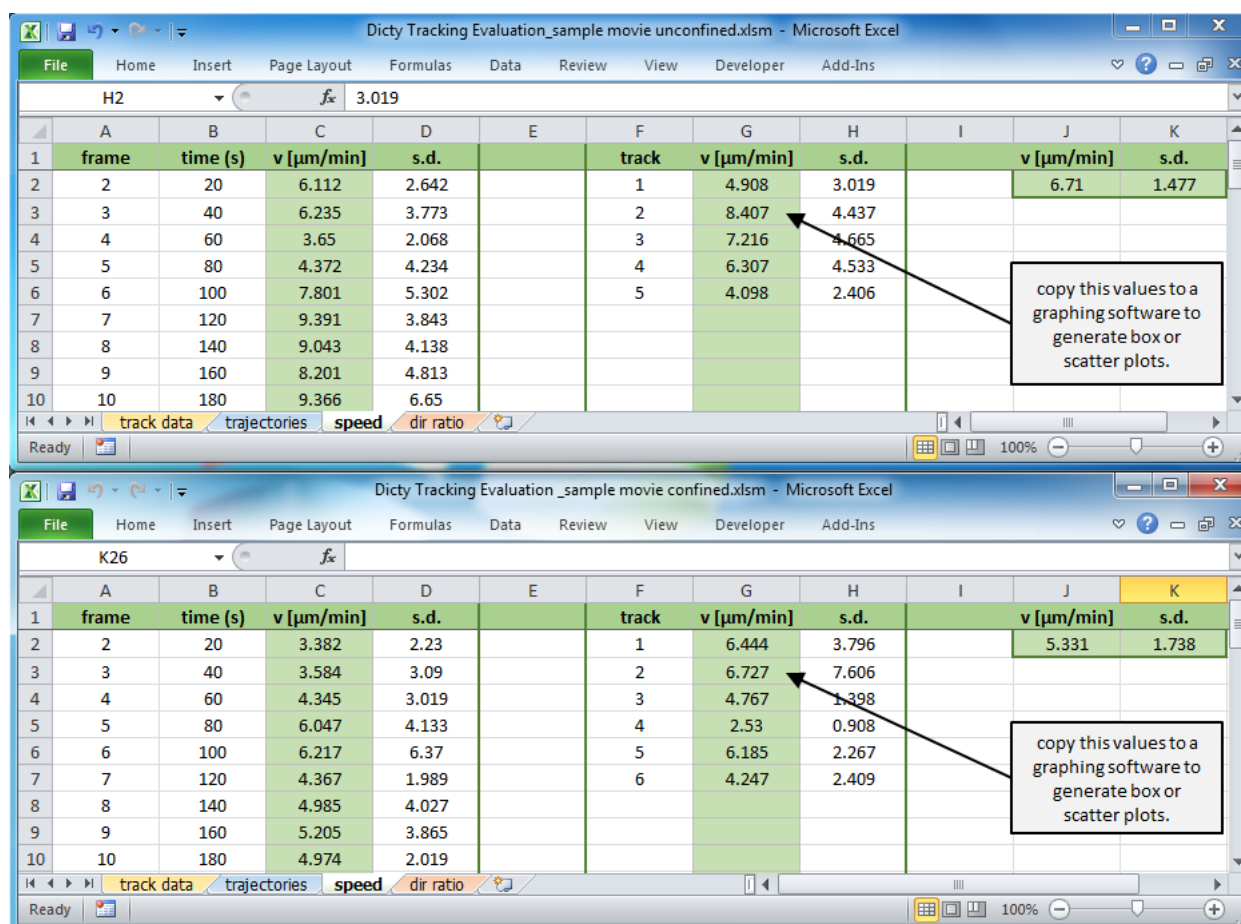 Dicty Tracking Evaluation_sample movie unconfined.xlsm - Microsoft Excel
File Home Insert Page Layout Formulas Data Review View Developer Add-Ins
H2 fx 3.019
A B C D E F G H I J K
1 frame time (s) v [µm/min] s.d. track v [µm/min] s.d. v [µm/min] s.d.
2 2 20 6.112 2.642 1 4.908 3.019 6.71 1.477
3 3 40 6.235 3.773 2 8.407 4.437
4 4 60 3.65 2.068 3 7.216 4.665
5 5 80 4.372 4.234 4 6.307 4.533
6 6 100 7.801 5.302 5 4.098 2.406
7 7 120 9.391 3.843
8 8 140 9.043 4.138
9 9 160 8.201 4.813
10 10 180 9.366 6.65
copy this values to a
graphing software to
generate box or
scatter plots.
track data trajectories speed dir ratio
Ready 100%
Dicty Tracking Evaluation _sample movie confined.xlsm - Microsoft Excel
File Home Insert Page Layout Formulas Data Review View Developer Add-Ins
K26 fx
A B C D E F G H I J K
1 frame time (s) v [µm/min] s.d. track v [µm/min] s.d. v [µm/min] s.d.
2 2 20 3.382 2.23 1 6.444 3.796 5.331 1.738
3 3 40 3.584 3.09 2 6.727 7.606
4 4 60 4.345 3.019 3 4.767 1.398
5 5 80 6.047 4.133 4 2.53 0.908
6 6 100 6.217 6.37 5 6.185 2.267
7 7 120 4.367 1.989 6 4.247 2.409
8 8 140 4.985 4.027
9 9 160 5.205 3.865
10 10 180 4.974 2.019
copy this values to a
graphing software to
generate box or
scatter plots.
track data trajectories speed dir ratio
Ready 100%